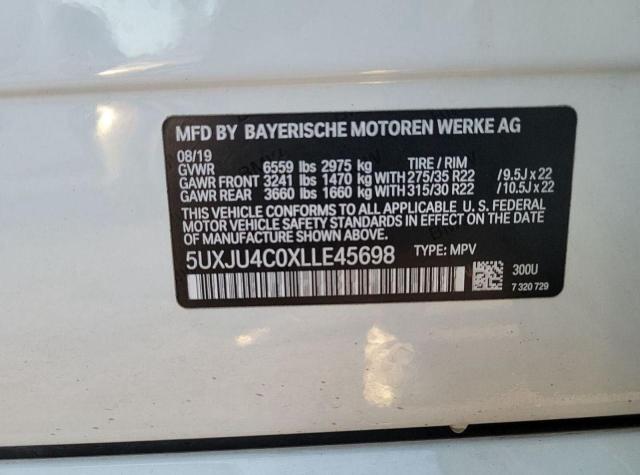 MFD BY BAYERISCHE MOTOREN WERKE AG
08/19
GVWR 6559 lbs 2975 kg TIRE / RIM
GAWR FRONT 3241 lbs 1470 kg WITH 275/35 R22 / 9.5J x 22
GAWR REAR 3660 lbs 1660 kg WITH 315/30 R22 / 10.5J x 22
THIS VEHICLE CONFORMS TO ALL APPLICABLE U. S. FEDERAL
MOTOR VEHICLE SAFETY STANDARDS IN EFFECT ON THE
DATE OF MANUFACTURE SHOWN ABOVE.
5UXJU4C0XLLE45698 TYPE: MPV
300U
7 320 729